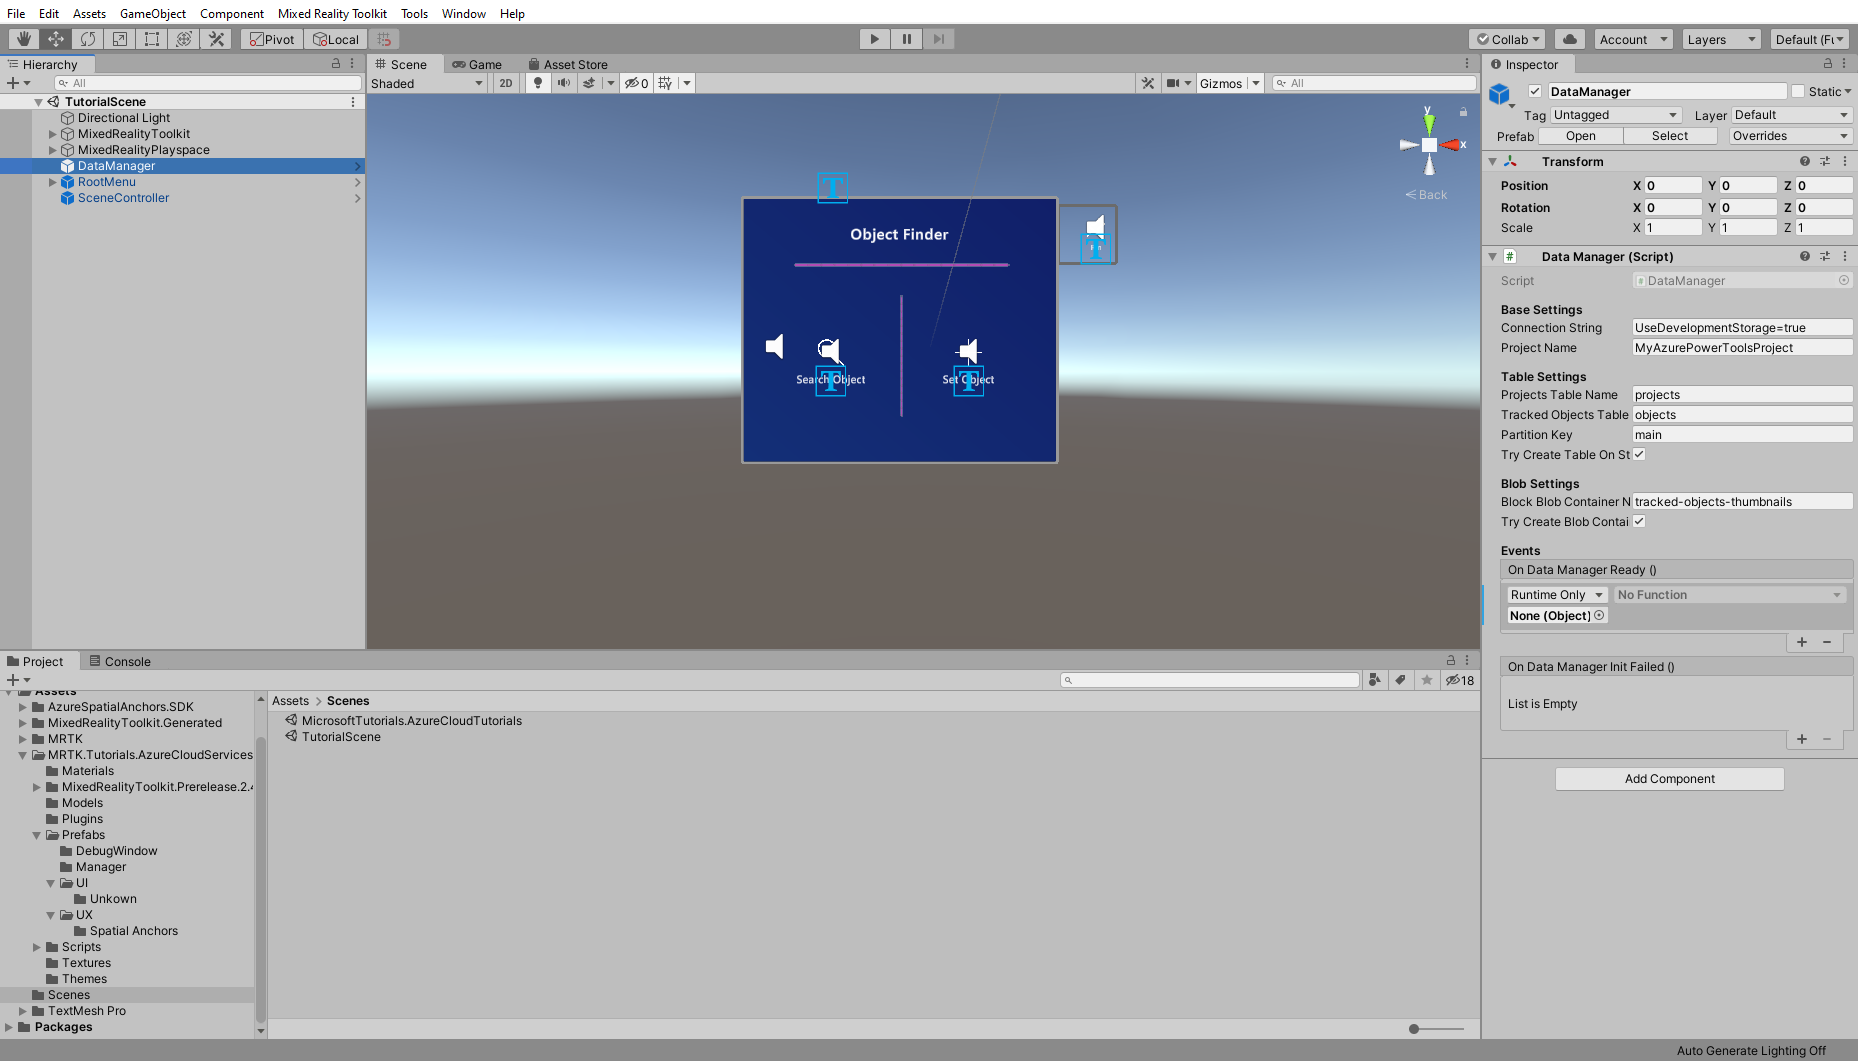 File Edit Assets GameObject Component Mixed Reality Toolkit Tools Window Help
Pivot Local Collab Account Layers Default (Fu
Hierarchy
All
TutorialScene
Directional Light
MixedRealityToolkit
MixedRealityPlayspace
DataManager
RootMenu
SceneController
Scene Game Asset Store
Shaded 2D 0 Gizmos All
y
x
Back
Object Finder
Search Object
Set Object
T
T
T
T
Inspector
DataManager Static
Tag Untagged Layer Default
Prefab Open Select Overrides
Transform
Position X 0 Y 0 Z 0
Rotation X 0 Y 0 Z 0
Scale X 1 Y 1 Z 1
# Data Manager (Script)
Script DataManager
Base Settings
Connection String UseDevelopmentStorage=true
Project Name MyAzurePowerToolsProject
Table Settings
Projects Table Name projects
Tracked Objects Table objects
Partition Key main
Try Create Table On St
Blob Settings
Block Blob Container N tracked-objects-thumbnails
Try Create Blob Contai
Events
On Data Manager Ready ()
Runtime Only No Function
None (Object)
+ −
On Data Manager Init Failed ()
List is Empty
+ −
Add Component
Project Console
18
Assets
AzureSpatialAnchors.SDK
MixedRealityToolkit.Generated
MRTK
MRTK.Tutorials.AzureCloudServices
Materials
MixedRealityToolkit.Prerelease.2.4
Models
Plugins
Prefabs
DebugWindow
Manager
UI
Unkown
UX
Spatial Anchors
Scripts
Textures
Themes
Scenes
TextMesh Pro
Packages
Assets > Scenes
MicrosoftTutorials.AzureCloudTutorials
TutorialScene
Auto Generate Lighting Off